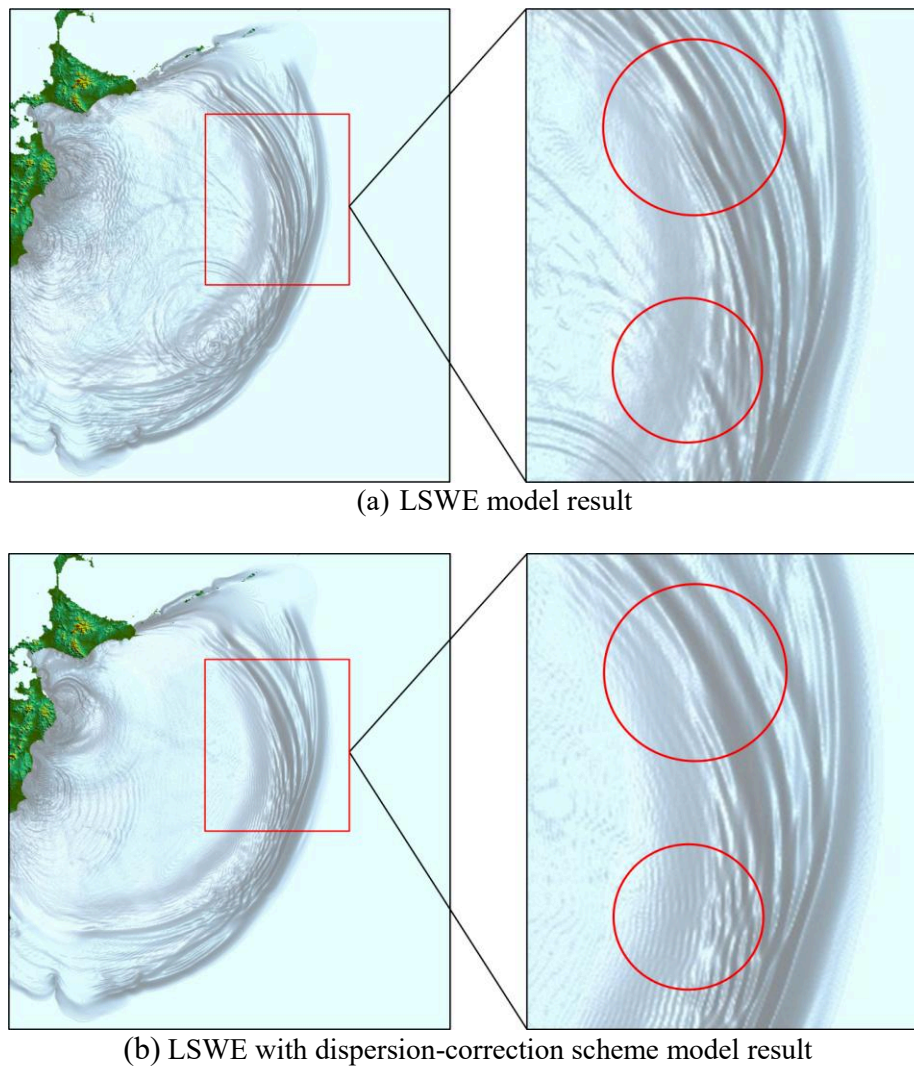 (a) LSWE model result
(b) LSWE with dispersion-correction scheme model result